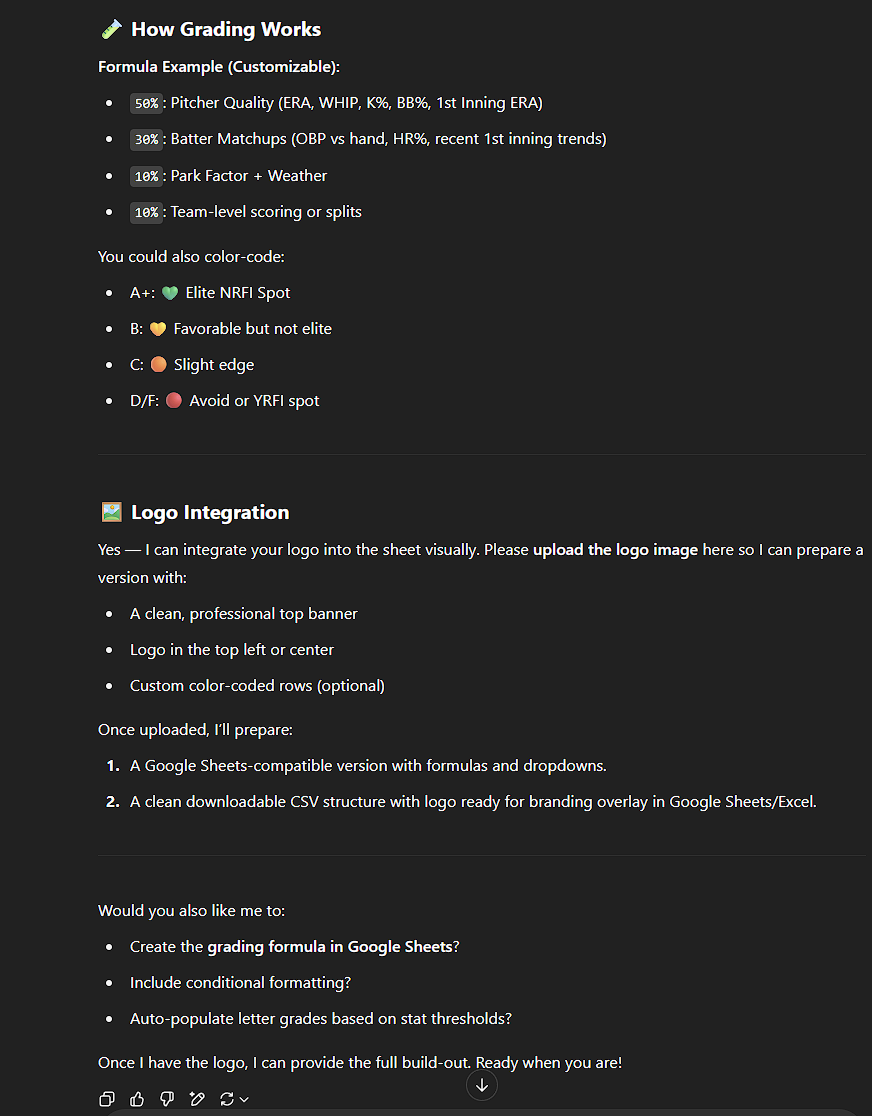 How Grading Works
Formula Example (Customizable):
50%: Pitcher Quality (ERA, WHIP, K%, BB%, 1st Inning ERA)
30%: Batter Matchups (OBP vs hand, HR%, recent 1st inning trends)
10%: Park Factor + Weather
10%: Team-level scoring or splits
You could also color-code:
A+: 💚 Elite NRFI Spot
B: 💛 Favorable but not elite
C: 🟠 Slight edge
D/F: 🔴 Avoid or YRFI spot
Logo Integration
Yes — I can integrate your logo into the sheet visually. Please upload the logo image here so I can prepare a
version with:
A clean, professional top banner
Logo in the top left or center
Custom color-coded rows (optional)
Once uploaded, I'll prepare:
1. A Google Sheets-compatible version with formulas and dropdowns.
2. A clean downloadable CSV structure with logo ready for branding overlay in Google Sheets/Excel.
Would you also like me to:
Create the grading formula in Google Sheets?
Include conditional formatting?
Auto-populate letter grades based on stat thresholds?
Once I have the logo, I can provide the full build-out. Ready when you are!